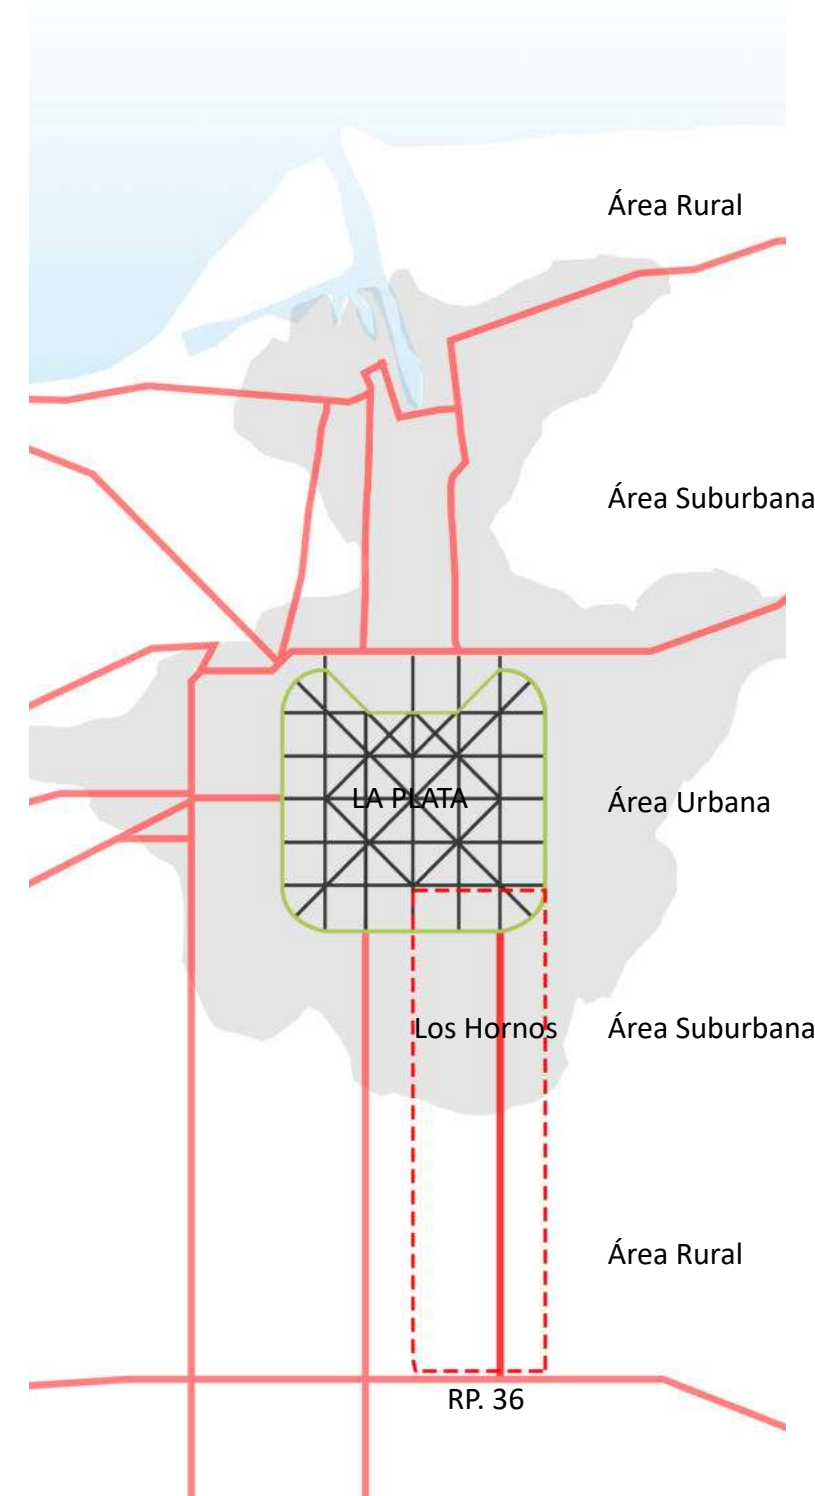 Área Rural
Área Suburbana
LA PLATA
Área Urbana
Los Hornos
Área Suburbana
Área Rural
RP. 36